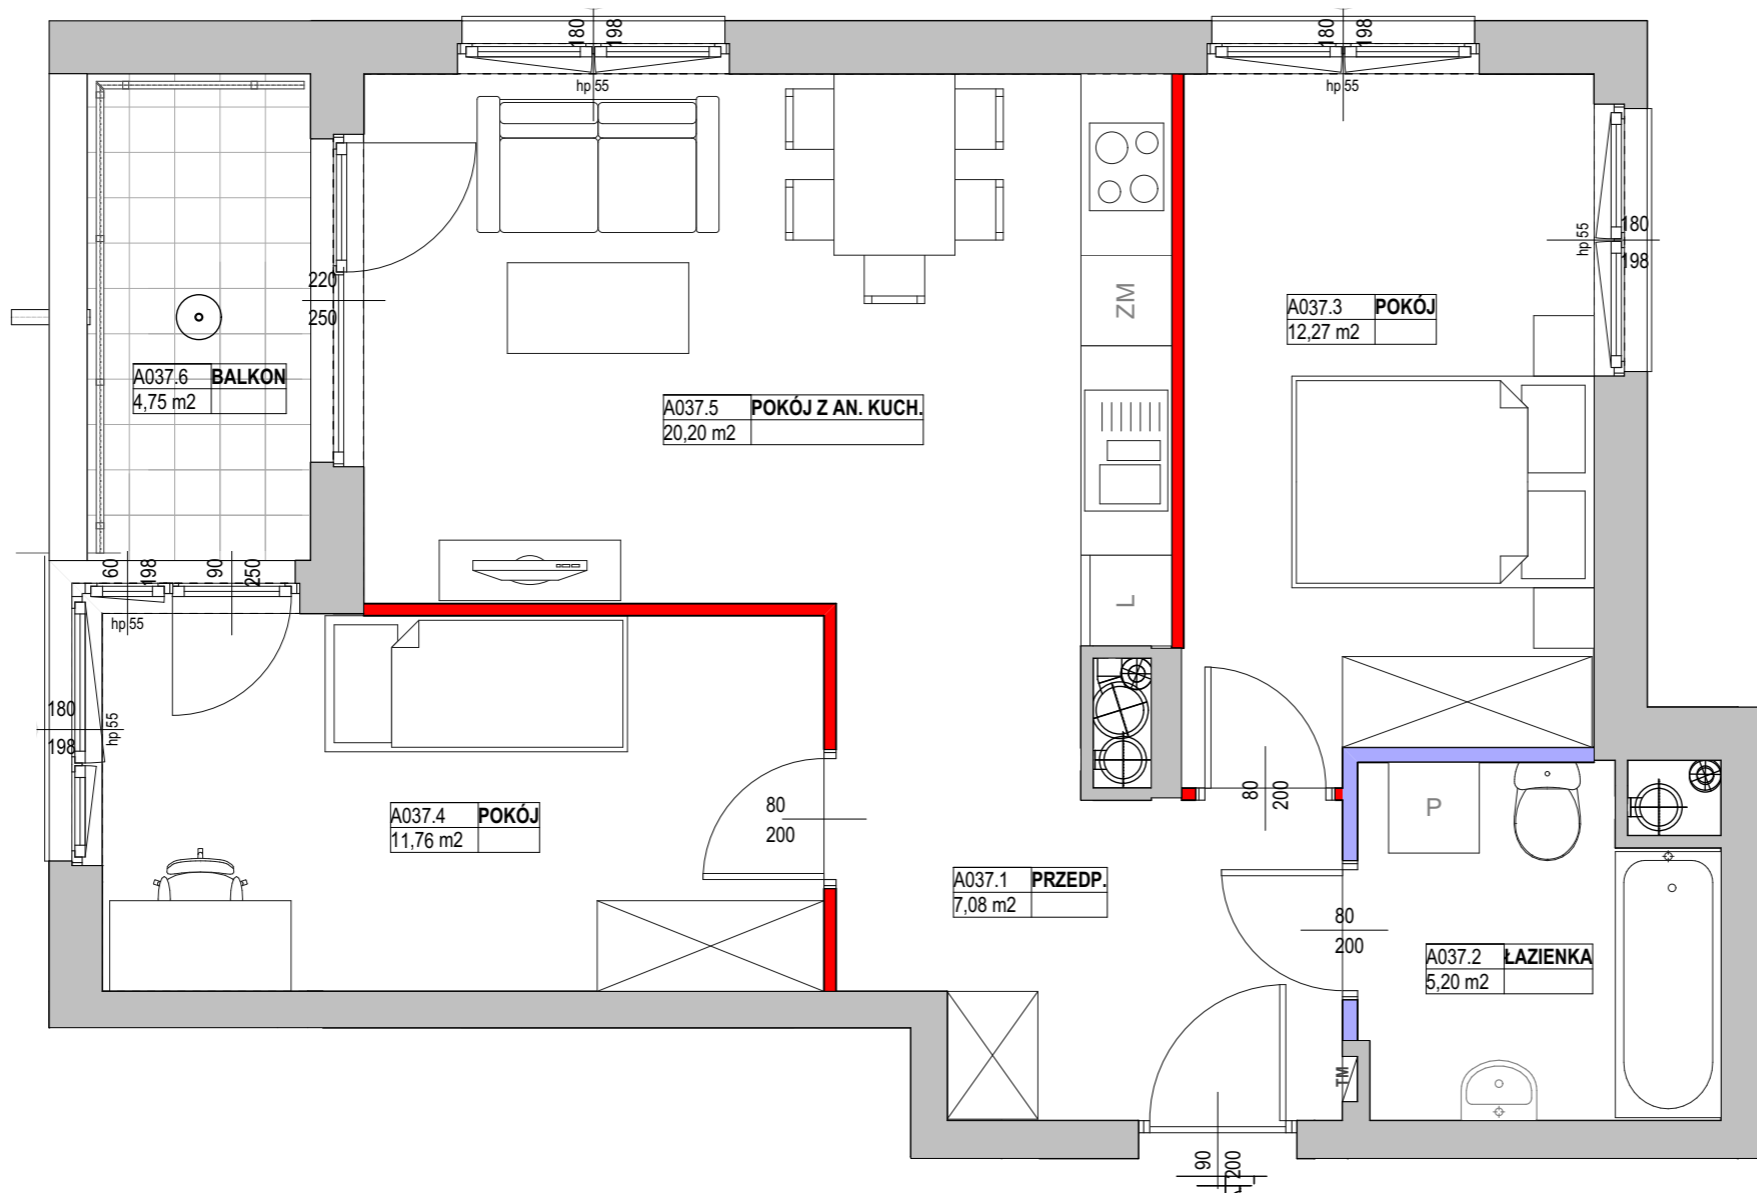 180
198
hp 55
180
198
hp 55
180
198
hp 55
220
250
ZM
A037.3 POKÓJ
12,27 m2
A037.6 BALKON
4,75 m2
A037.5 POKÓJ Z AN. KUCH.
20,20 m2
60
198
90
250
hp 55
L
180
198
hp 55
80
200
80
200
P
A037.4 POKÓJ
11,76 m2
A037.1 PRZEDP.
7,08 m2
80
200
A037.2 ŁAZIENKA
5,20 m2
TM
90
200